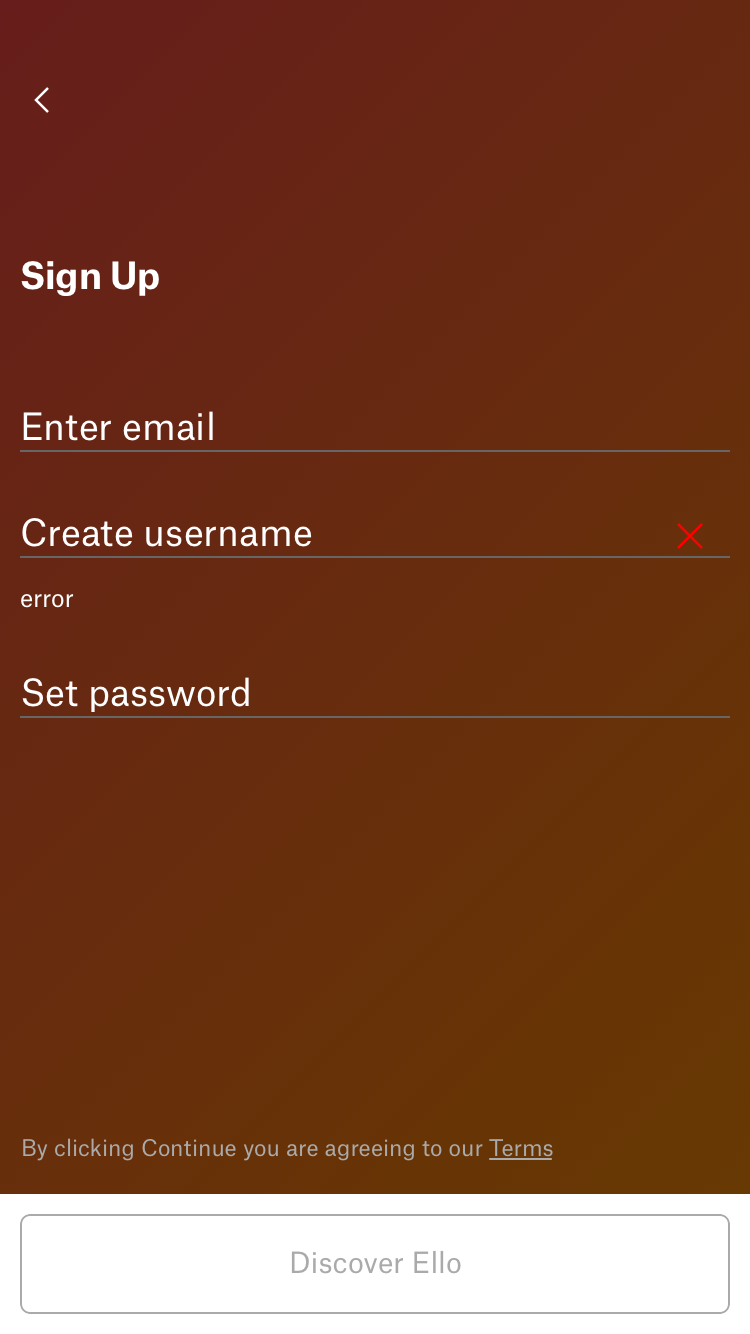 Sign Up
Enter email
Create username
error
Set password
By clicking Continue you are agreeing to our Terms
Discover Ello